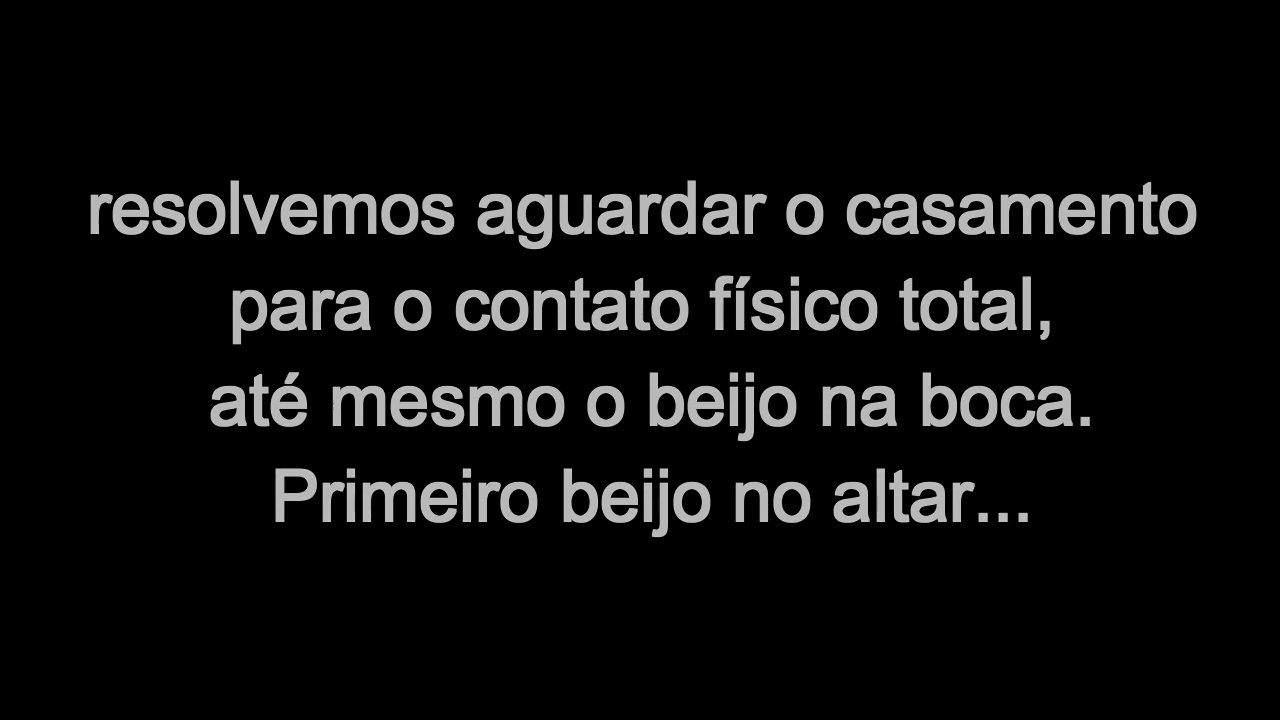 resolvemos aguardar o casamento
para o contato físico total,
até mesmo o beijo na boca.
Primeiro beijo no altar...